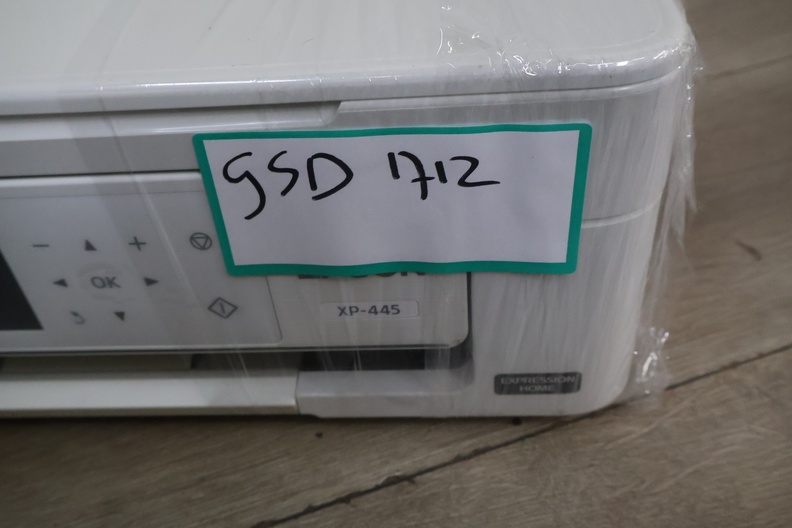 GSD 1712
− +
OK
XP-445
EXPRESSION
HOME